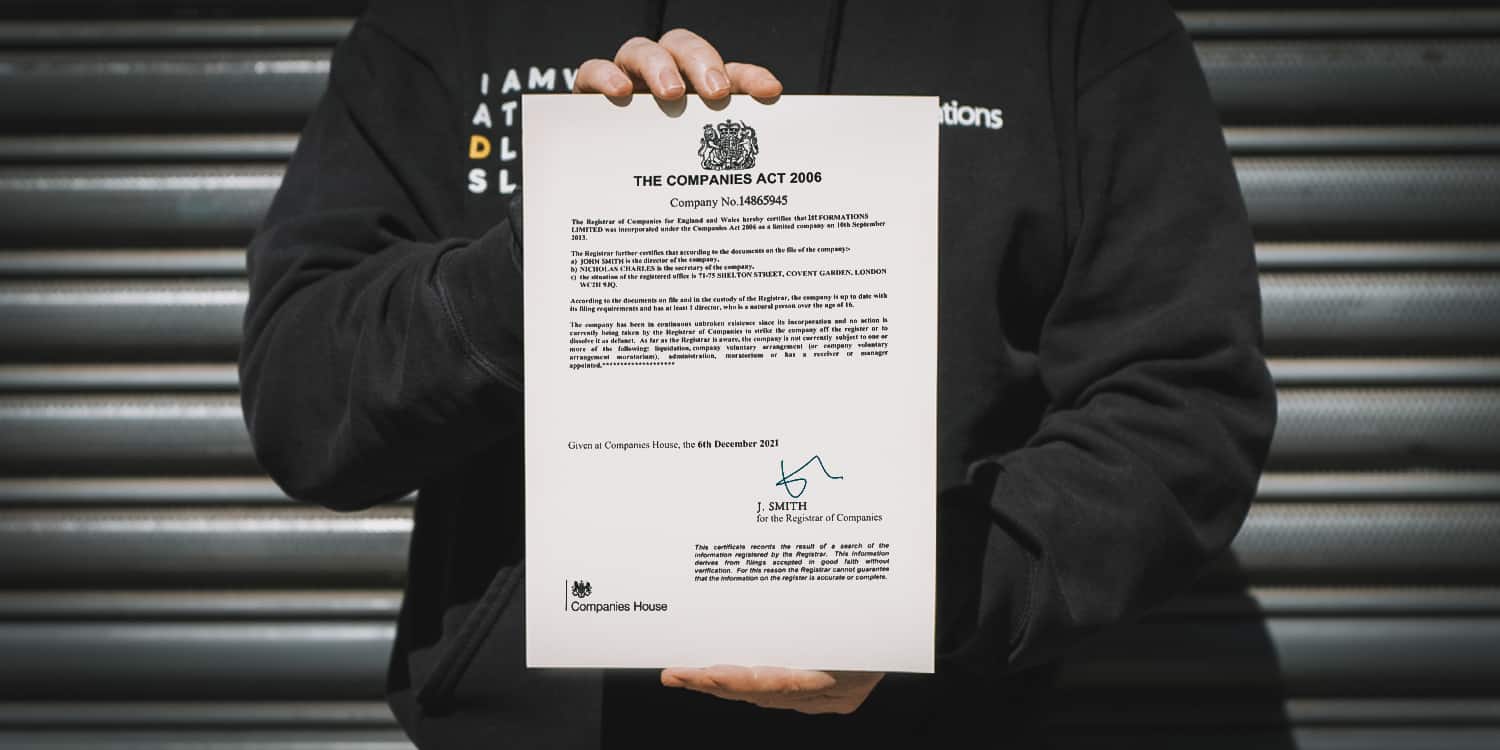 I AM
AT
D L
S L
tions
THE COMPANIES ACT 2006
Company No.14865945
The Registrar of Companies for England and Wales hereby certifies that 1st FORMATIONS
LIMITED was incorporated under the Companies Act 2006 as a limited company on 10th September
2013.
The Registrar further certifies that according to the documents on the file of the company:-
a) JOHN SMITH is the director of the company,
b) NICHOLAS CHARLES is the secretary of the company,
c) the situation of the registered office is 71-75 SHELTON STREET, COVENT GARDEN, LONDON
WC2H 9JQ.
According to the documents on file and in the custody of the Registrar, the company is up to date with
its filing requirements and has at least 1 director, who is a natural person over the age of 16.
The company has been in continuous unbroken existence since its incorporation and no action is
currently being taken by the Registrar of Companies to strike the company off the register or to
dissolve it as defunct. As far as the Registrar is aware, the company is not currently subject to one or
more of the following: liquidation, company voluntary arrangement (or company voluntary
arrangement moratorium), administration, moratorium or has a receiver or manager
appointed.********************
Given at Companies House, the 6th December 2021
J. SMITH
for the Registrar of Companies
This certificate records the result of a search of the
information registered by the Registrar. This information
derives from filings accepted in good faith without
verification. For this reason the Registrar cannot guarantee
that the information on the register is accurate or complete.
Companies House